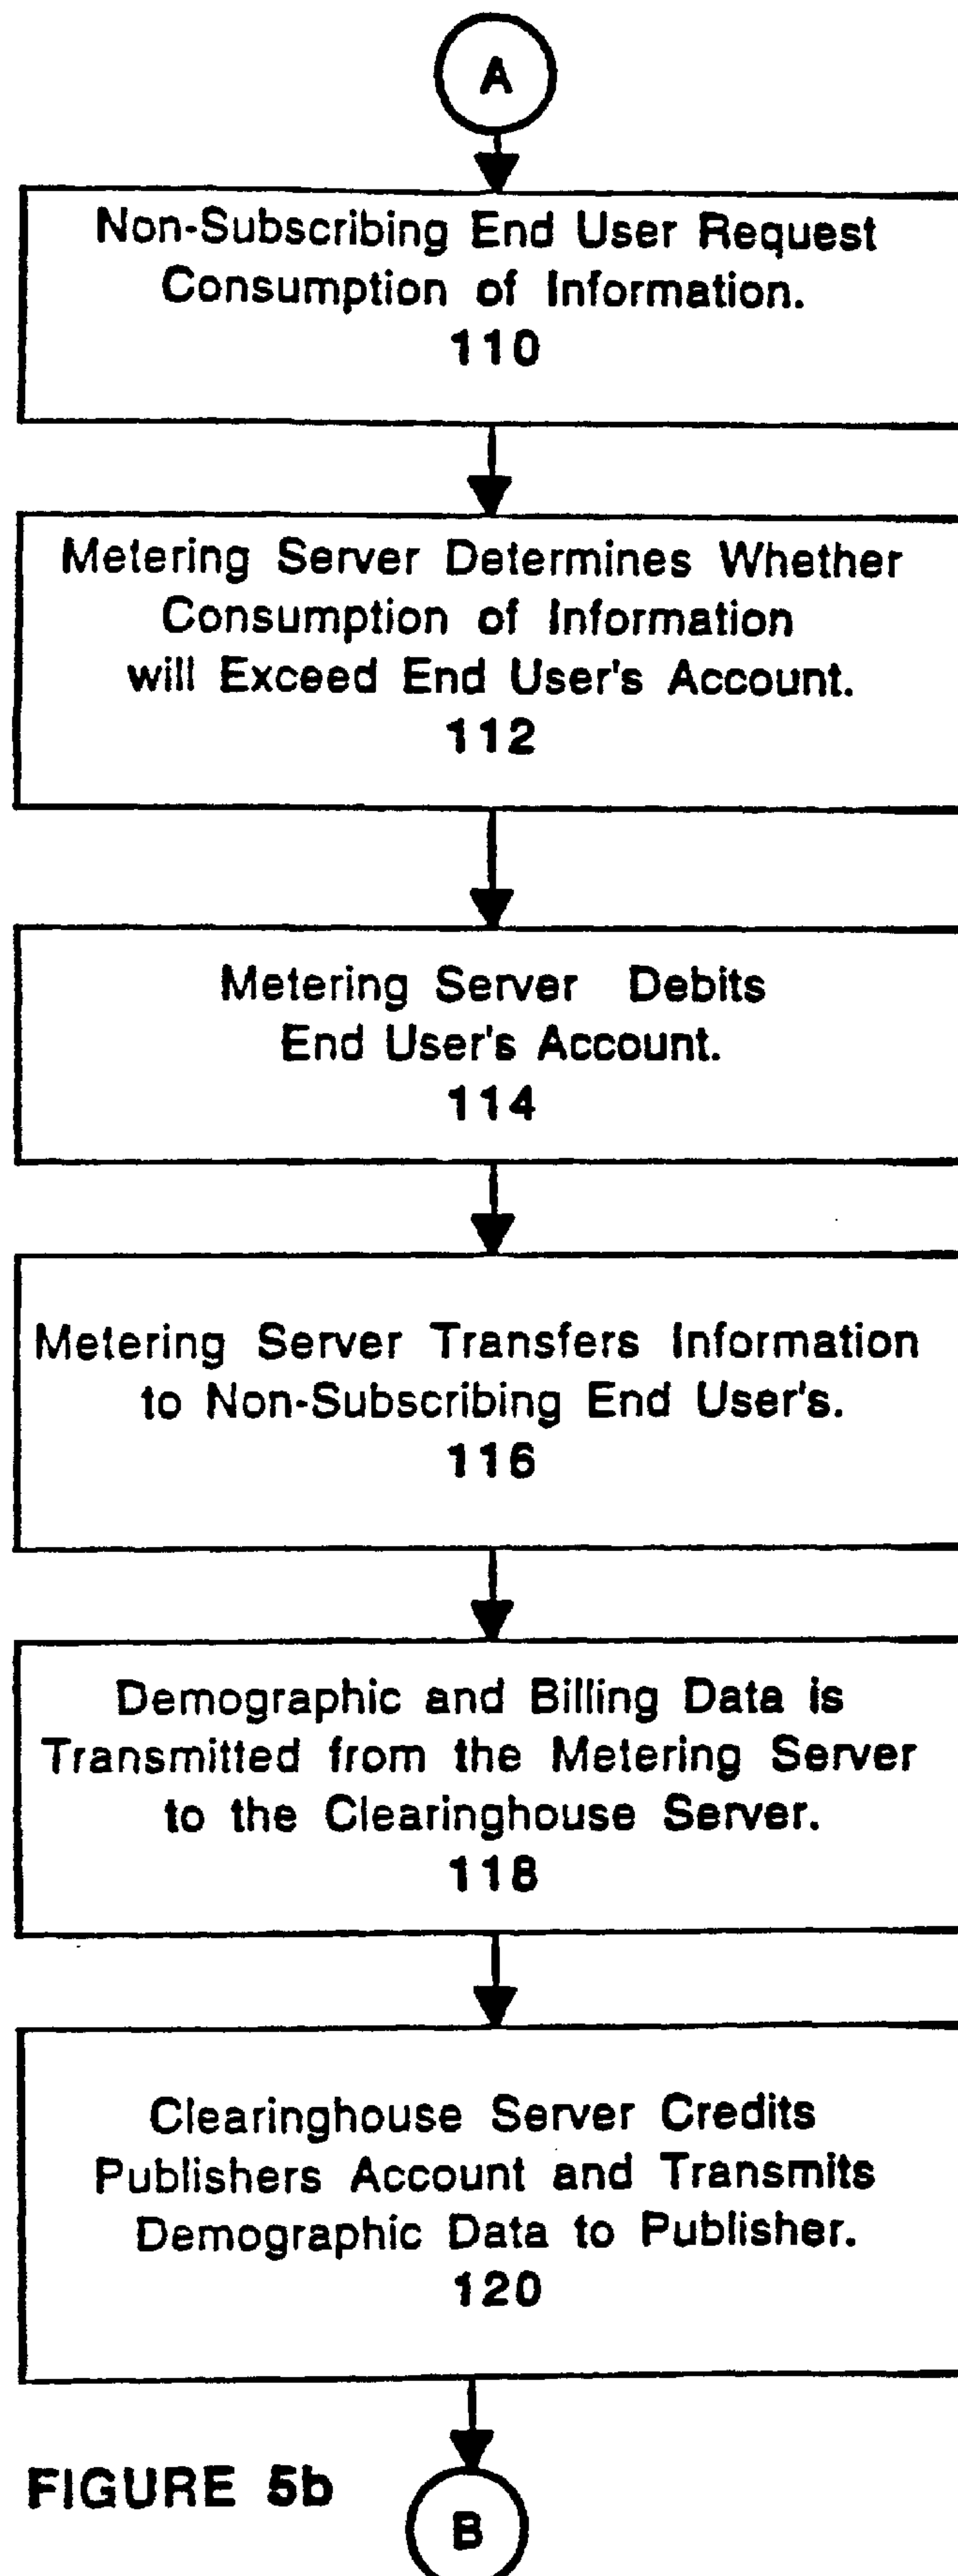 A
Non-Subscribing End User Request
Consumption of Information.
110
Metering Server Determines Whether
Consumption of Information
will Exceed End User's Account.
112
Metering Server Debits
End User's Account.
114
Metering Server Transfers Information
to Non-Subscribing End User's.
116
Demographic and Billing Data is
Transmitted from the Metering Server
to the Clearinghouse Server.
118
Clearinghouse Server Credits
Publishers Account and Transmits
Demographic Data to Publisher.
120
FIGURE 5b
B